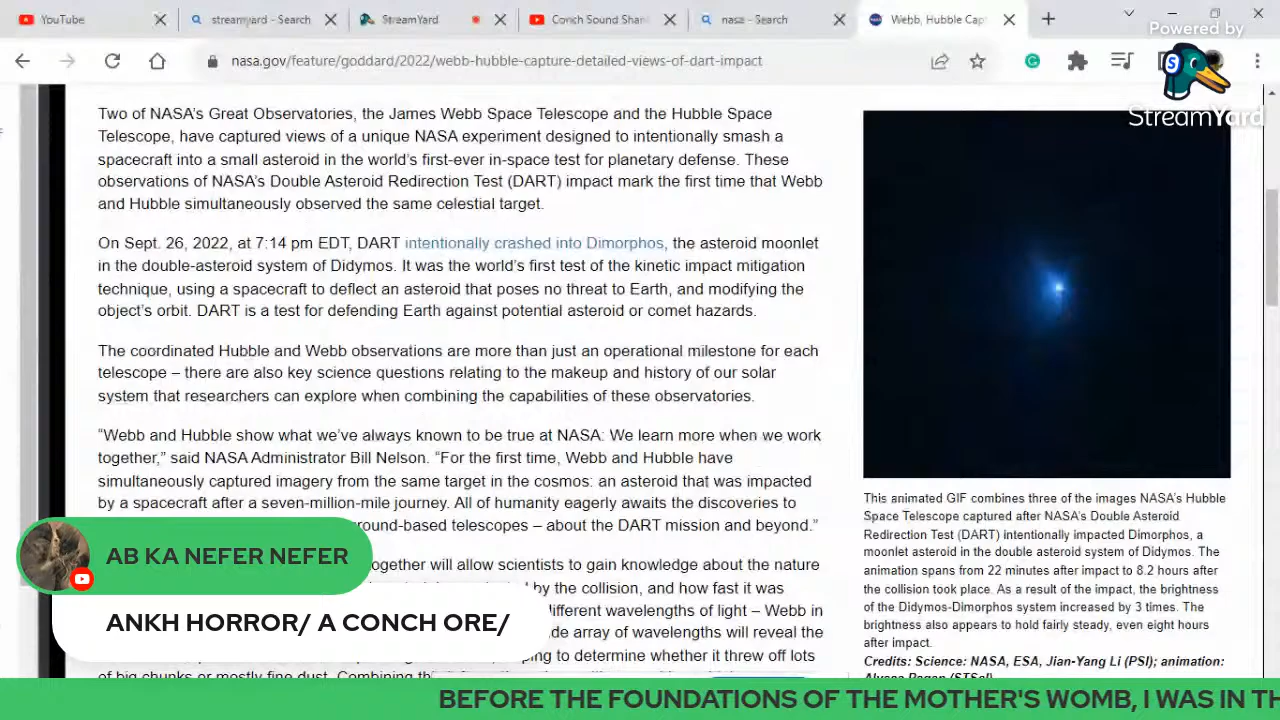 YouTube
streamyard - Search
StreamYard
Conch Sound Shan
nasa - Search
Webb, Hubble Cap
Powered by
StreamYard
nasa.gov/feature/goddard/2022/webb-hubble-capture-detailed-views-of-dart-impact
Two of NASA's Great Observatories, the James Webb Space Telescope and the Hubble Space
Telescope, have captured views of a unique NASA experiment designed to intentionally smash a
spacecraft into a small asteroid in the world's first-ever in-space test for planetary defense. These
observations of NASA's Double Asteroid Redirection Test (DART) impact mark the first time that Webb
and Hubble simultaneously observed the same celestial target.
On Sept. 26, 2022, at 7:14 pm EDT, DART intentionally crashed into Dimorphos, the asteroid moonlet
in the double-asteroid system of Didymos. It was the world's first test of the kinetic impact mitigation
technique, using a spacecraft to deflect an asteroid that poses no threat to Earth, and modifying the
object's orbit. DART is a test for defending Earth against potential asteroid or comet hazards.
The coordinated Hubble and Webb observations are more than just an operational milestone for each
telescope – there are also key science questions relating to the makeup and history of our solar
system that researchers can explore when combining the capabilities of these observatories.
“Webb and Hubble show what we've always known to be true at NASA: We learn more when we work
together,” said NASA Administrator Bill Nelson. “For the first time, Webb and Hubble have
simultaneously captured imagery from the same target in the cosmos: an asteroid that was impacted
by a spacecraft after a seven-million-mile journey. All of humanity eagerly awaits the discoveries to
round-based telescopes – about the DART mission and beyond.”
ogether will allow scientists to gain knowledge about the nature
by the collision, and how fast it was
ifferent wavelengths of light – Webb in
de array of wavelengths will reveal the
ping to determine whether it threw off lots
of big chunks or mostly fine dust. Combining th
This animated GIF combines three of the images NASA's Hubble
Space Telescope captured after NASA's Double Asteroid
Redirection Test (DART) intentionally impacted Dimorphos, a
moonlet asteroid in the double asteroid system of Didymos. The
animation spans from 22 minutes after impact to 8.2 hours after
the collision took place. As a result of the impact, the brightness
of the Didymos-Dimorphos system increased by 3 times. The
brightness also appears to hold fairly steady, even eight hours
after impact.
Credits: Science: NASA, ESA, Jian-Yang Li (PSI); animation:
AB KA NEFER NEFER
ANKH HORROR/ A CONCH ORE/
BEFORE THE FOUNDATIONS OF THE MOTHER'S WOMB, I WAS IN TH